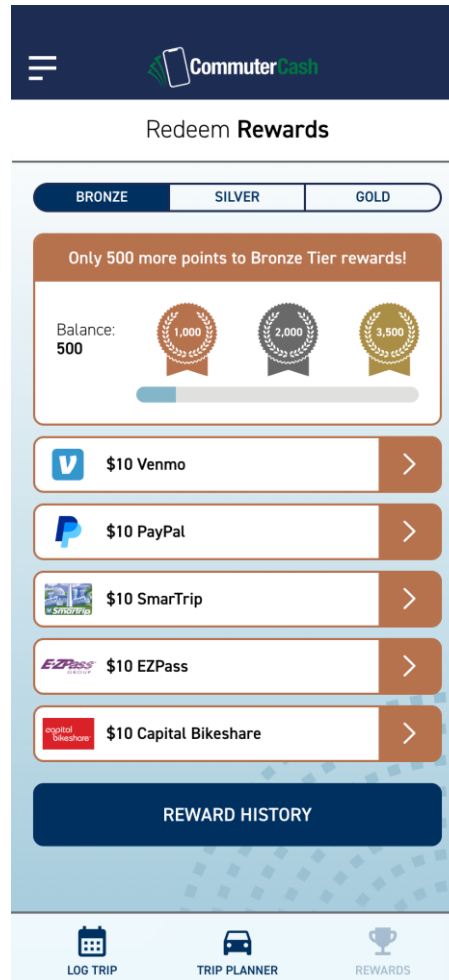 CommuterCash
Redeem Rewards
BRONZE
SILVER
GOLD
Only 500 more points to Bronze Tier rewards!
Balance:
500
1,000
2,000
3,500
$10 Venmo
$10 PayPal
SmarTrip
$10 SmarTrip
E-ZPass
GROUP
$10 EZPass
capital
bikeshare
$10 Capital Bikeshare
REWARD HISTORY
LOG TRIP
TRIP PLANNER
REWARDS